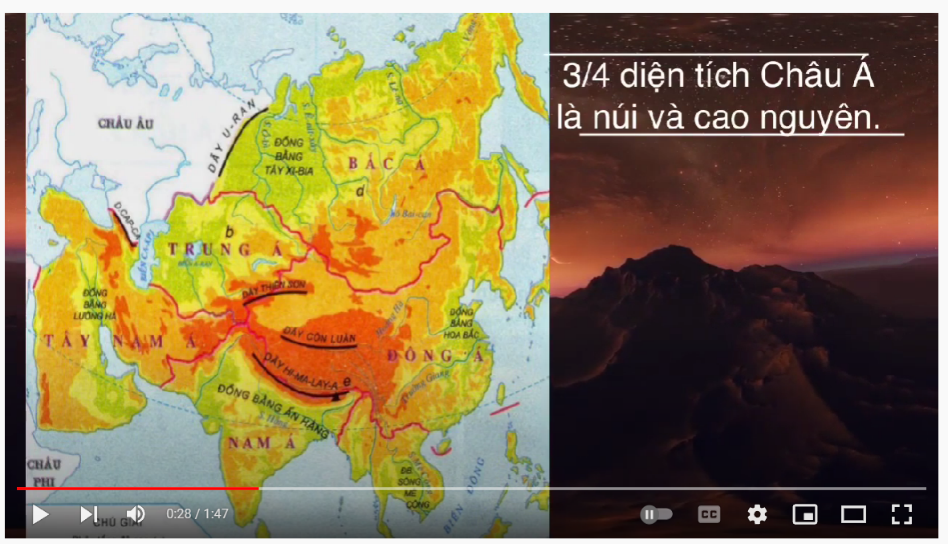 3/4 diện tích Châu Á
là núi và cao nguyên.
CHÂU ÂU
DÃY U-RAN
ĐỒNG
BẰNG
TÂY XI-BIA
BẮC Á
a
D.CAP-CA
b
TRUNG Á
DÃY THIÊN SƠN
ĐỒNG
BẰNG
LƯỠNG HÀ
TÂY NAM Á
DÃY CÔN LUÂN
ĐỒNG
BẰNG
HOA BẮC
ĐÔNG Á
DÃY HI-MA-LAY-A
ĐỒNG BẰNG ẤN HẰNG
NAM Á
CHÂU
PHI
ĐB.
SÔNG
MÊ
CÔNG
BIỂN ĐÔNG
CHÚ GIẢI
0:28 / 1:47
CC